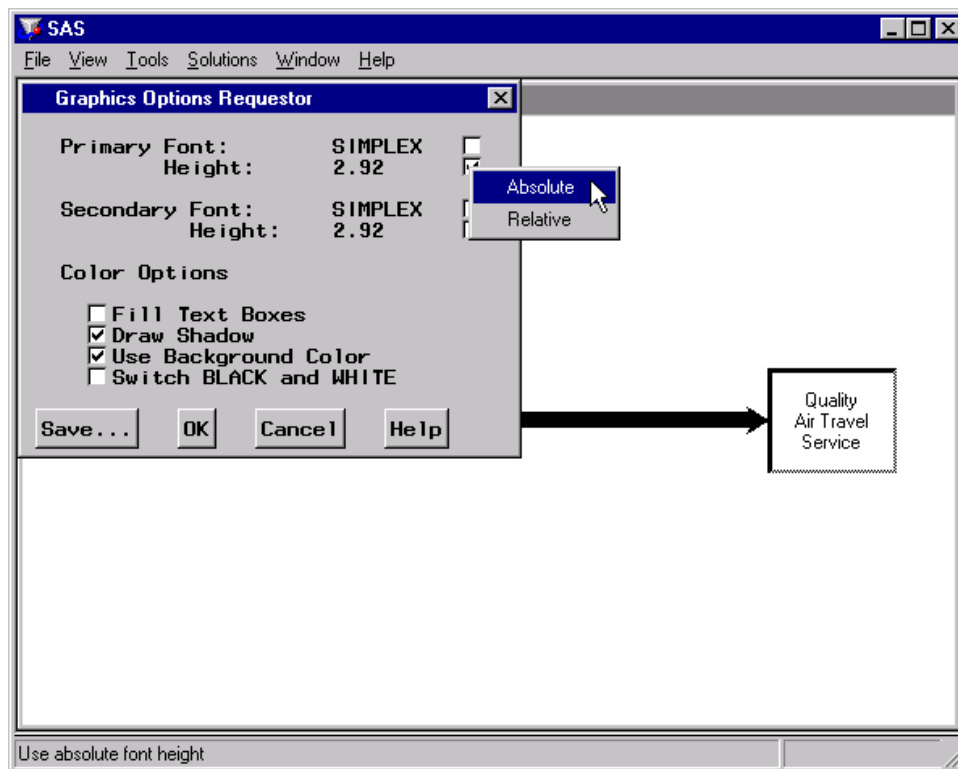 SAS
File View Tools Solutions Window Help
Graphics Options Requestor
Primary Font: SIMPLEX
Height: 2.92
Absolute
Relative
Secondary Font: SIMPLEX
Height: 2.92
Color Options
Fill Text Boxes
Draw Shadow
Use Background Color
Switch BLACK and WHITE
Save... OK Cancel Help
Quality
Air Travel
Service
Use absolute font height